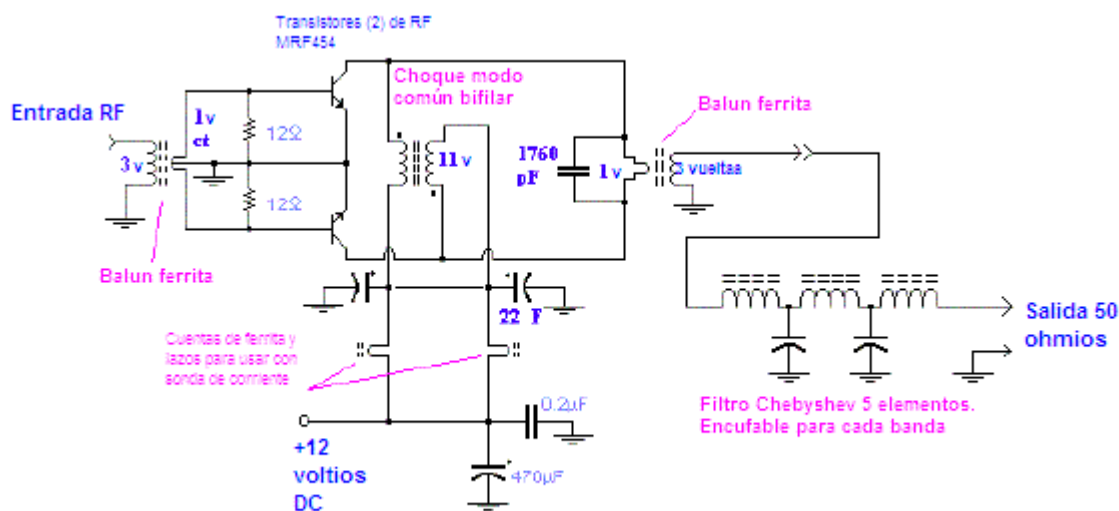 Transistores (2) de RF
MRF454
Entrada RF
3 v
1 v
ct
12Ω
12Ω
Balun ferrita
Choque modo
común bifilar
11 v
1760
pF
1 v
Balun ferrita
3 vueltaa
22 F
Cuentas de ferrita y
lazos para usar con
sonda de corriente
+12
voltios
DC
0.2µF
470µF
Salida 50
ohmios
Filtro Chebyshev 5 elementos.
Encufable para cada banda